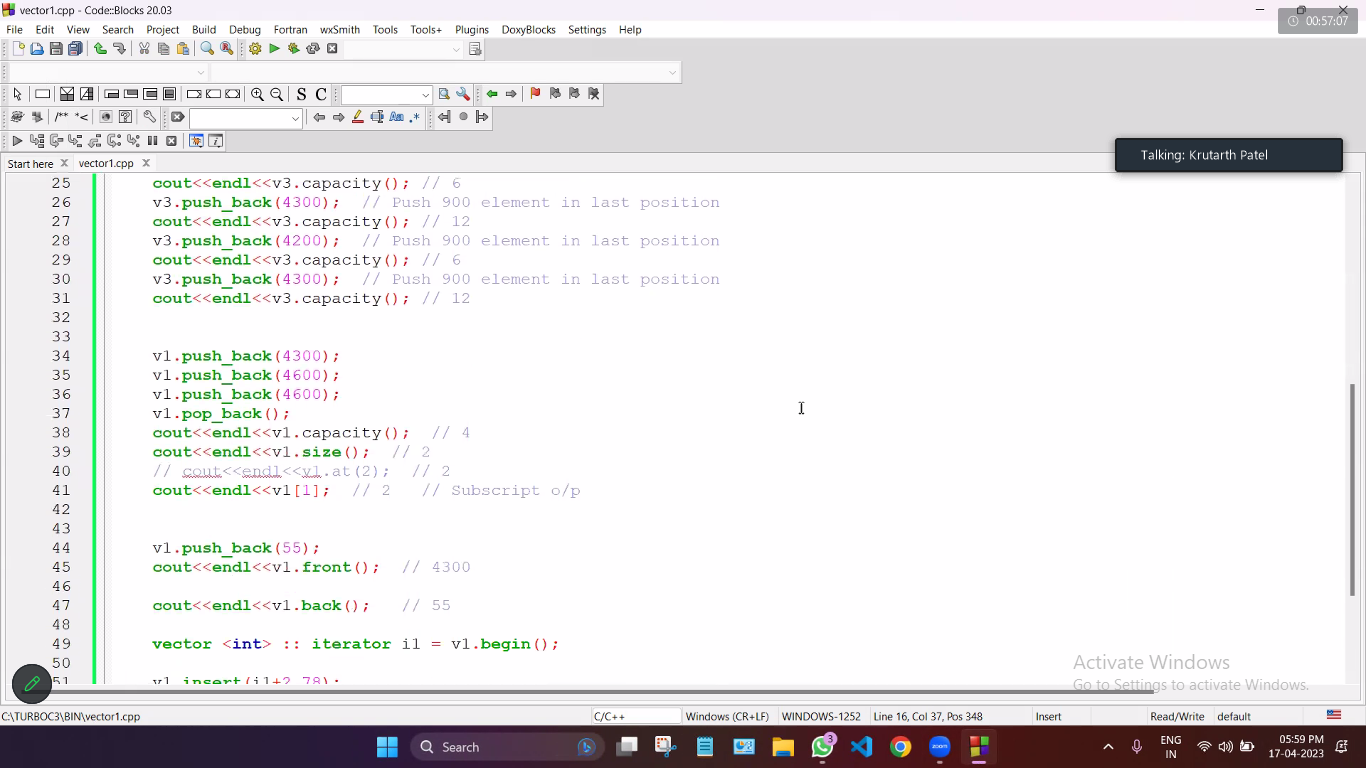 vector1.cpp - Code::Blocks 20.03
00:57:07
File Edit View Search Project Build Debug Fortran wxSmith Tools Tools+ Plugins DoxyBlocks Settings Help
S C
/** *<
Aa .*
Talking: Krutarth Patel
Start here vector1.cpp
25 cout<<endl<<v3.capacity(); // 6
26 v3.push_back(4300); // Push 900 element in last position
27 cout<<endl<<v3.capacity(); // 12
28 v3.push_back(4200); // Push 900 element in last position
29 cout<<endl<<v3.capacity(); // 6
30 v3.push_back(4300); // Push 900 element in last position
31 cout<<endl<<v3.capacity(); // 12
32
33
34 v1.push_back(4300);
35 v1.push_back(4600);
36 v1.push_back(4600);
37 v1.pop_back();
38 cout<<endl<<v1.capacity(); // 4
39 cout<<endl<<v1.size(); // 2
40 // cout<<endl<<v1.at(2); // 2
41 cout<<endl<<v1[1]; // 2 // Subscript o/p
42
43
44 v1.push_back(55);
45 cout<<endl<<v1.front(); // 4300
46
47 cout<<endl<<v1.back(); // 55
48
49 vector <int> :: iterator i1 = v1.begin();
50
51 v1.insert(i1+2,78);
Activate Windows
Go to Settings to activate Windows.
C:\TURBOC3\BIN\vector1.cpp C/C++ Windows (CR+LF) WINDOWS-1252 Line 16, Col 37, Pos 348 Insert Read/Write default
Search
3
zoom
ENG
IN
05:59 PM
17-04-2023